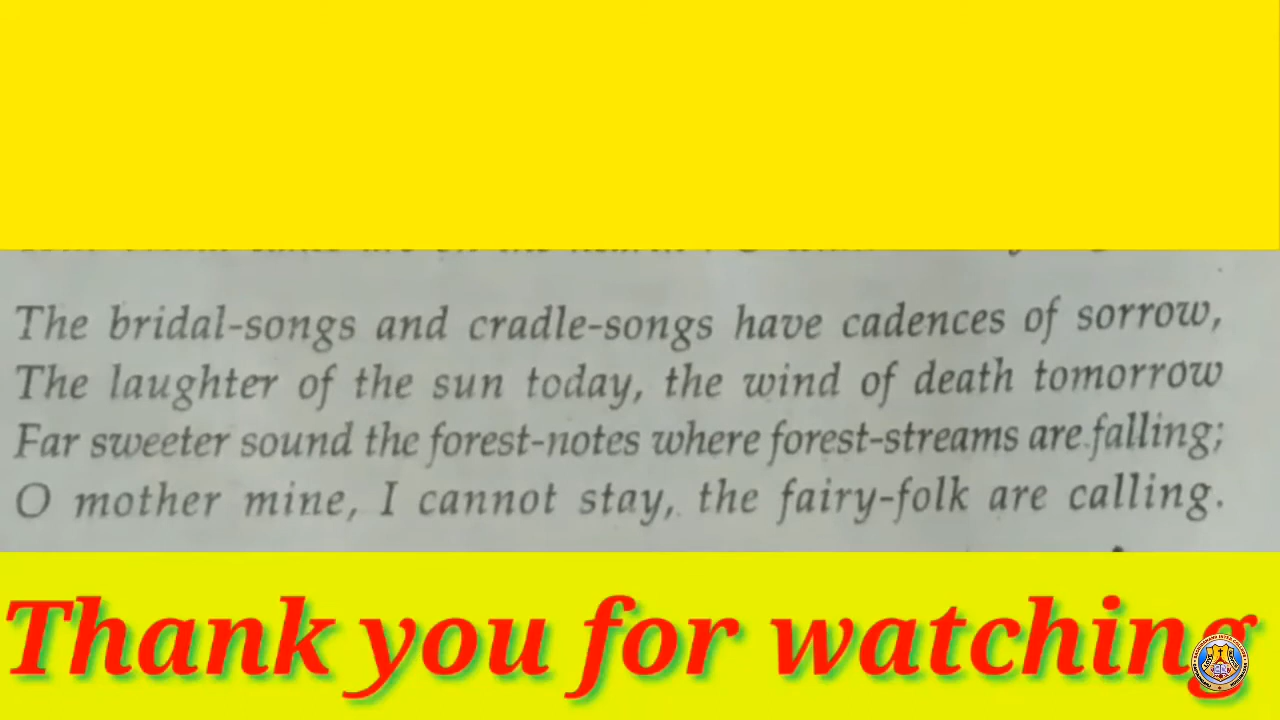 The bridal-songs and cradle-songs have cadences of sorrow,
The laughter of the sun today, the wind of death tomorrow
Far sweeter sound the forest-notes where forest-streams are falling;
O mother mine, I cannot stay, the fairy-folk are calling.
Thank you for watching